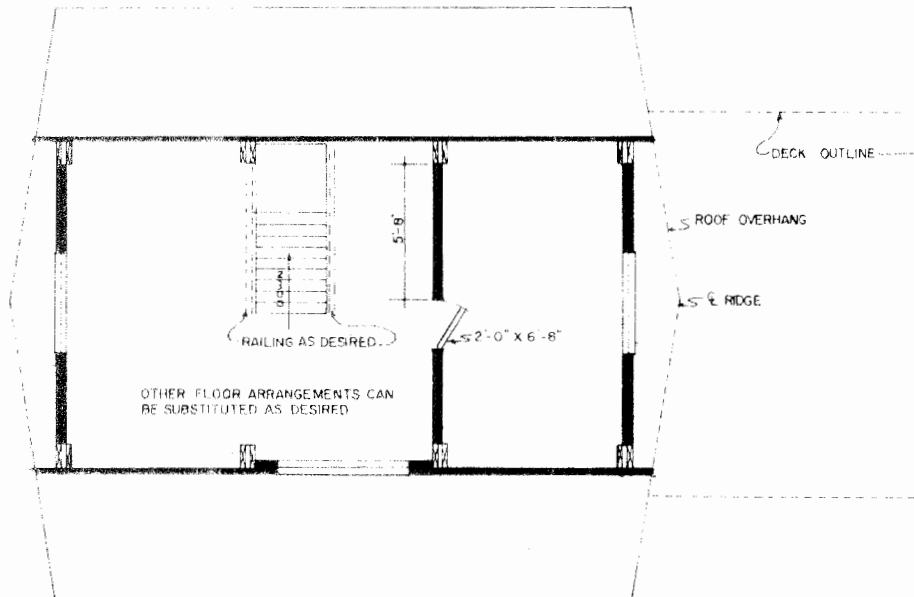 DECK OUTLINE
ROOF OVERHANG
5'-8"
℄ RIDGE
DOWN
RAILING AS DESIRED
2'-0" X 6'-8"
OTHER FLOOR ARRANGEMENTS CAN
BE SUBSTITUTED AS DESIRED